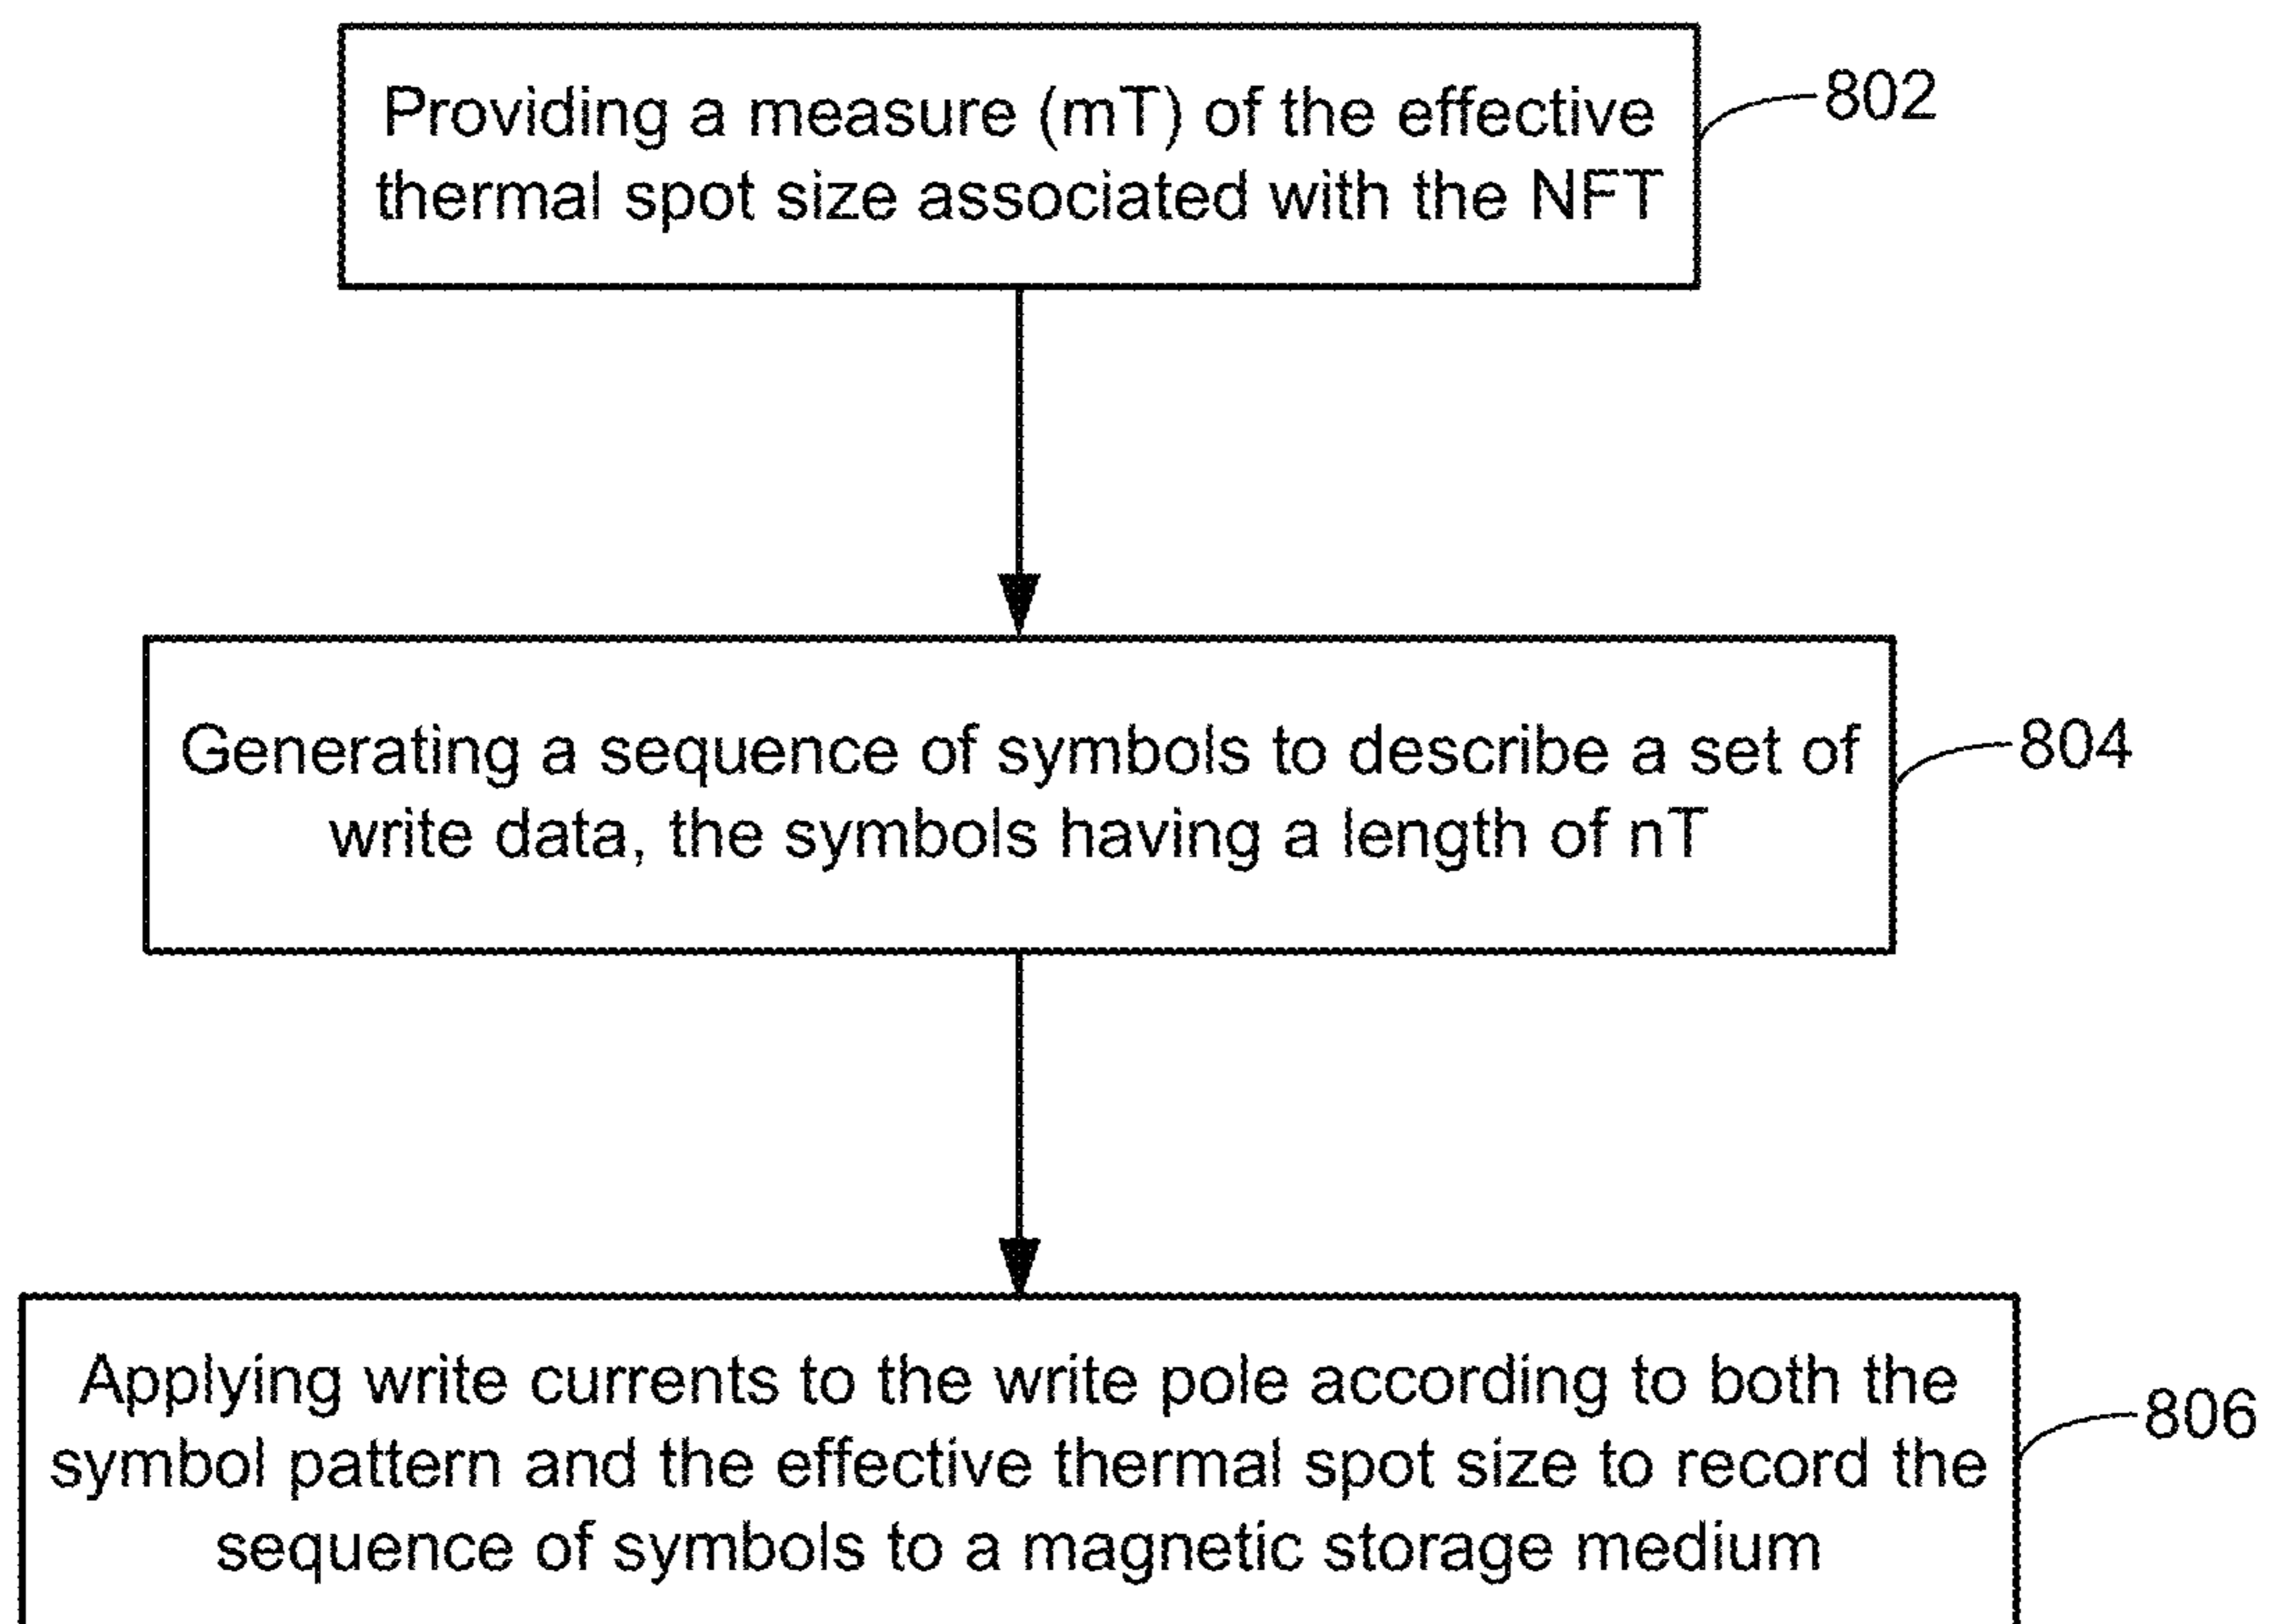 Providing a measure (mT) of the effective
thermal spot size associated with the NFT
802
Generating a sequence of symbols to describe a set of
write data, the symbols having a length of nT
804
Applying write currents to the write pole according to both the
symbol pattern and the effective thermal spot size to record the
sequence of symbols to a magnetic storage medium
806